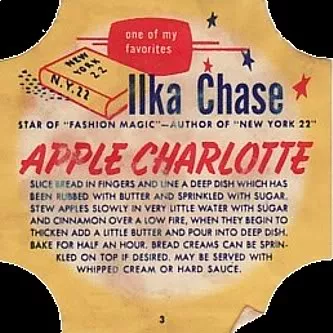 one of my
favorites
NEW
YORK
22
N.Y. 22
Ilka Chase
STAR OF "FASHION MAGIC"—AUTHOR OF "NEW YORK 22"
APPLE CHARLOTTE
SLICE BREAD IN FINGERS AND LINE A DEEP DISH WHICH HAS
BEEN RUBBED WITH BUTTER AND SPRINKLED WITH SUGAR.
STEW APPLES SLOWLY IN VERY LITTLE WATER WITH SUGAR
AND CINNAMON OVER A LOW FIRE, WHEN THEY BEGIN TO
THICKEN ADD A LITTLE BUTTER AND POUR INTO DEEP DISH.
BAKE FOR HALF AN HOUR. BREAD CREAMS CAN BE SPRIN-
KLED ON TOP IF DESIRED. MAY BE SERVED WITH
WHIPPED CREAM OR HARD SAUCE.
3